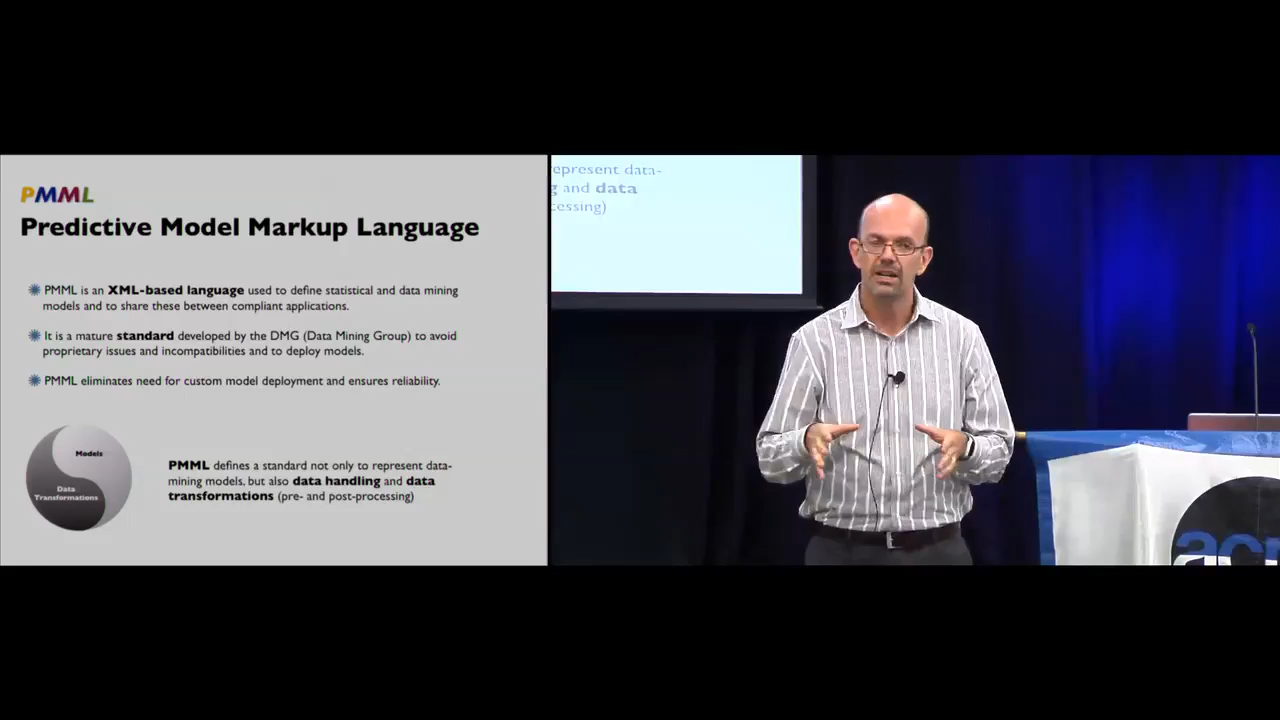 PMML
Predictive Model Markup Language
PMML is an XML-based language used to define statistical and data mining
models and to share these between compliant applications.
It is a mature standard developed by the DMG (Data Mining Group) to avoid
proprietary issues and incompatibilities and to deploy models.
PMML eliminates need for custom model deployment and ensures reliability.
Models
Data
Transformations
PMML defines a standard not only to represent data-
mining models, but also data handling and data
transformations (pre- and post-processing)
represent data-
and data
cessing)